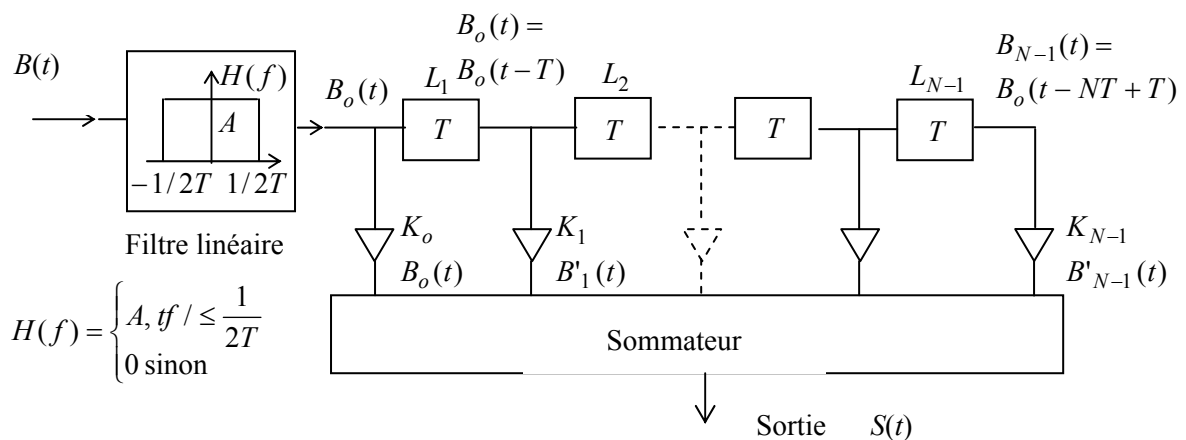 B_o(t) =
B_o(t − T)
B_{N−1}(t) =
B_o(t − NT + T)
B(t)
H(f)
A
−1/2T 1/2T
B_o(t)
L_1
T
L_2
T
T
L_{N−1}
T
Filtre linéaire
K_o
B_o(t)
K_1
B'_1(t)
K_{N−1}
B'_{N−1}(t)
H(f) = { A, tf / ≤ 1/2T
0 sinon
Sommateur
Sortie S(t)